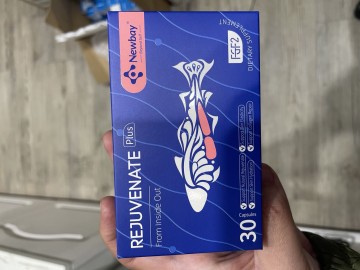 Newbay
REJUVENATE
Plus
From Inside Out
FGF2
DIETARY SUPPLEMENT
30
Capsules